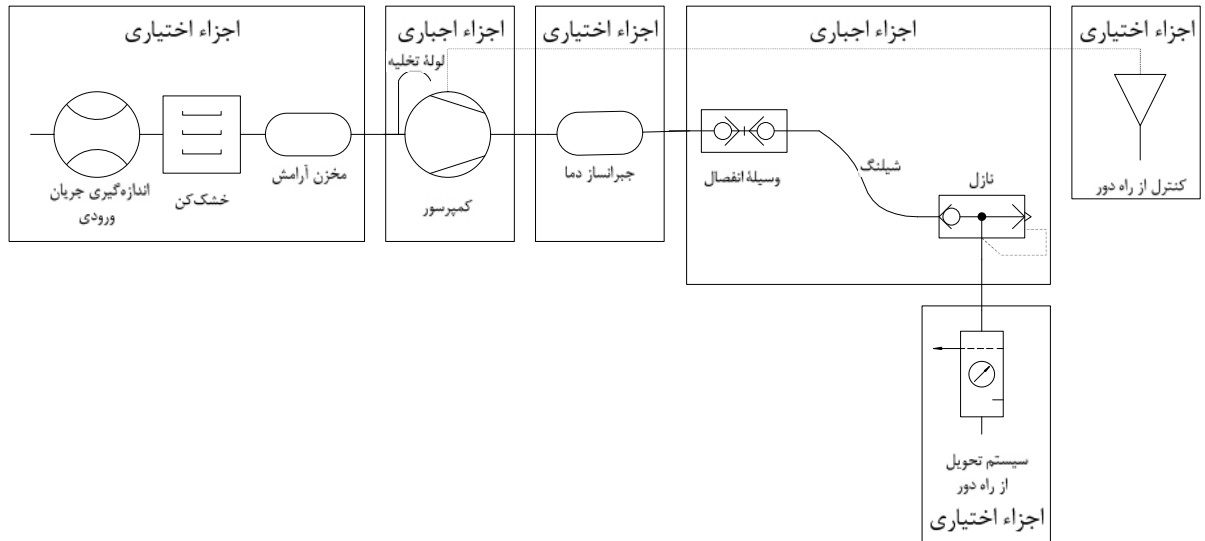 اجزاء اختیاری
اجزاء اجباری
اجزاء اختیاری
اجزاء اجباری
اجزاء اختیاری
لولهٔ تخلیه
اندازه‌گیری جریان
ورودی
خشک‌کن
مخزن آرامش
کمپرسور
جبرانساز دما
وسیلهٔ انفصال
شیلنگ
نازل
کنترل از راه دور
سیستم تحویل
از راه دور
اجزاء اختیاری